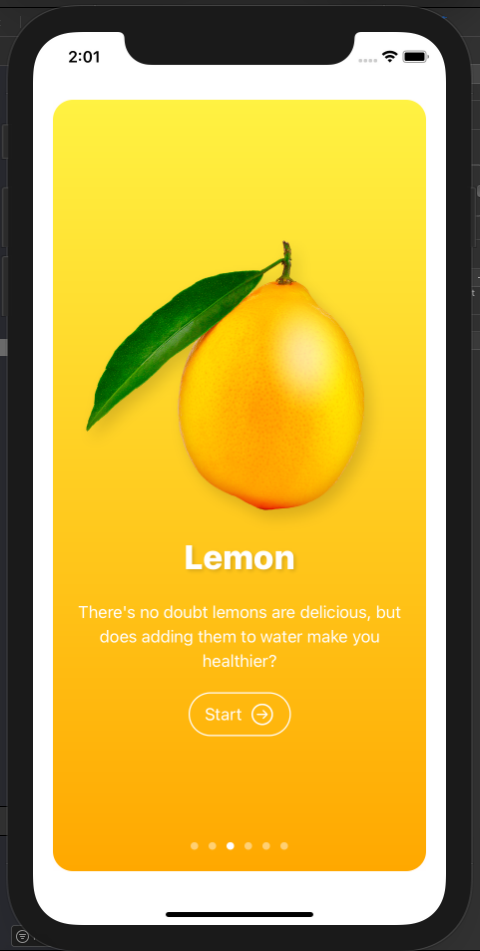 2:01
Lemon
There's no doubt lemons are delicious, but
does adding them to water make you
healthier?
Start